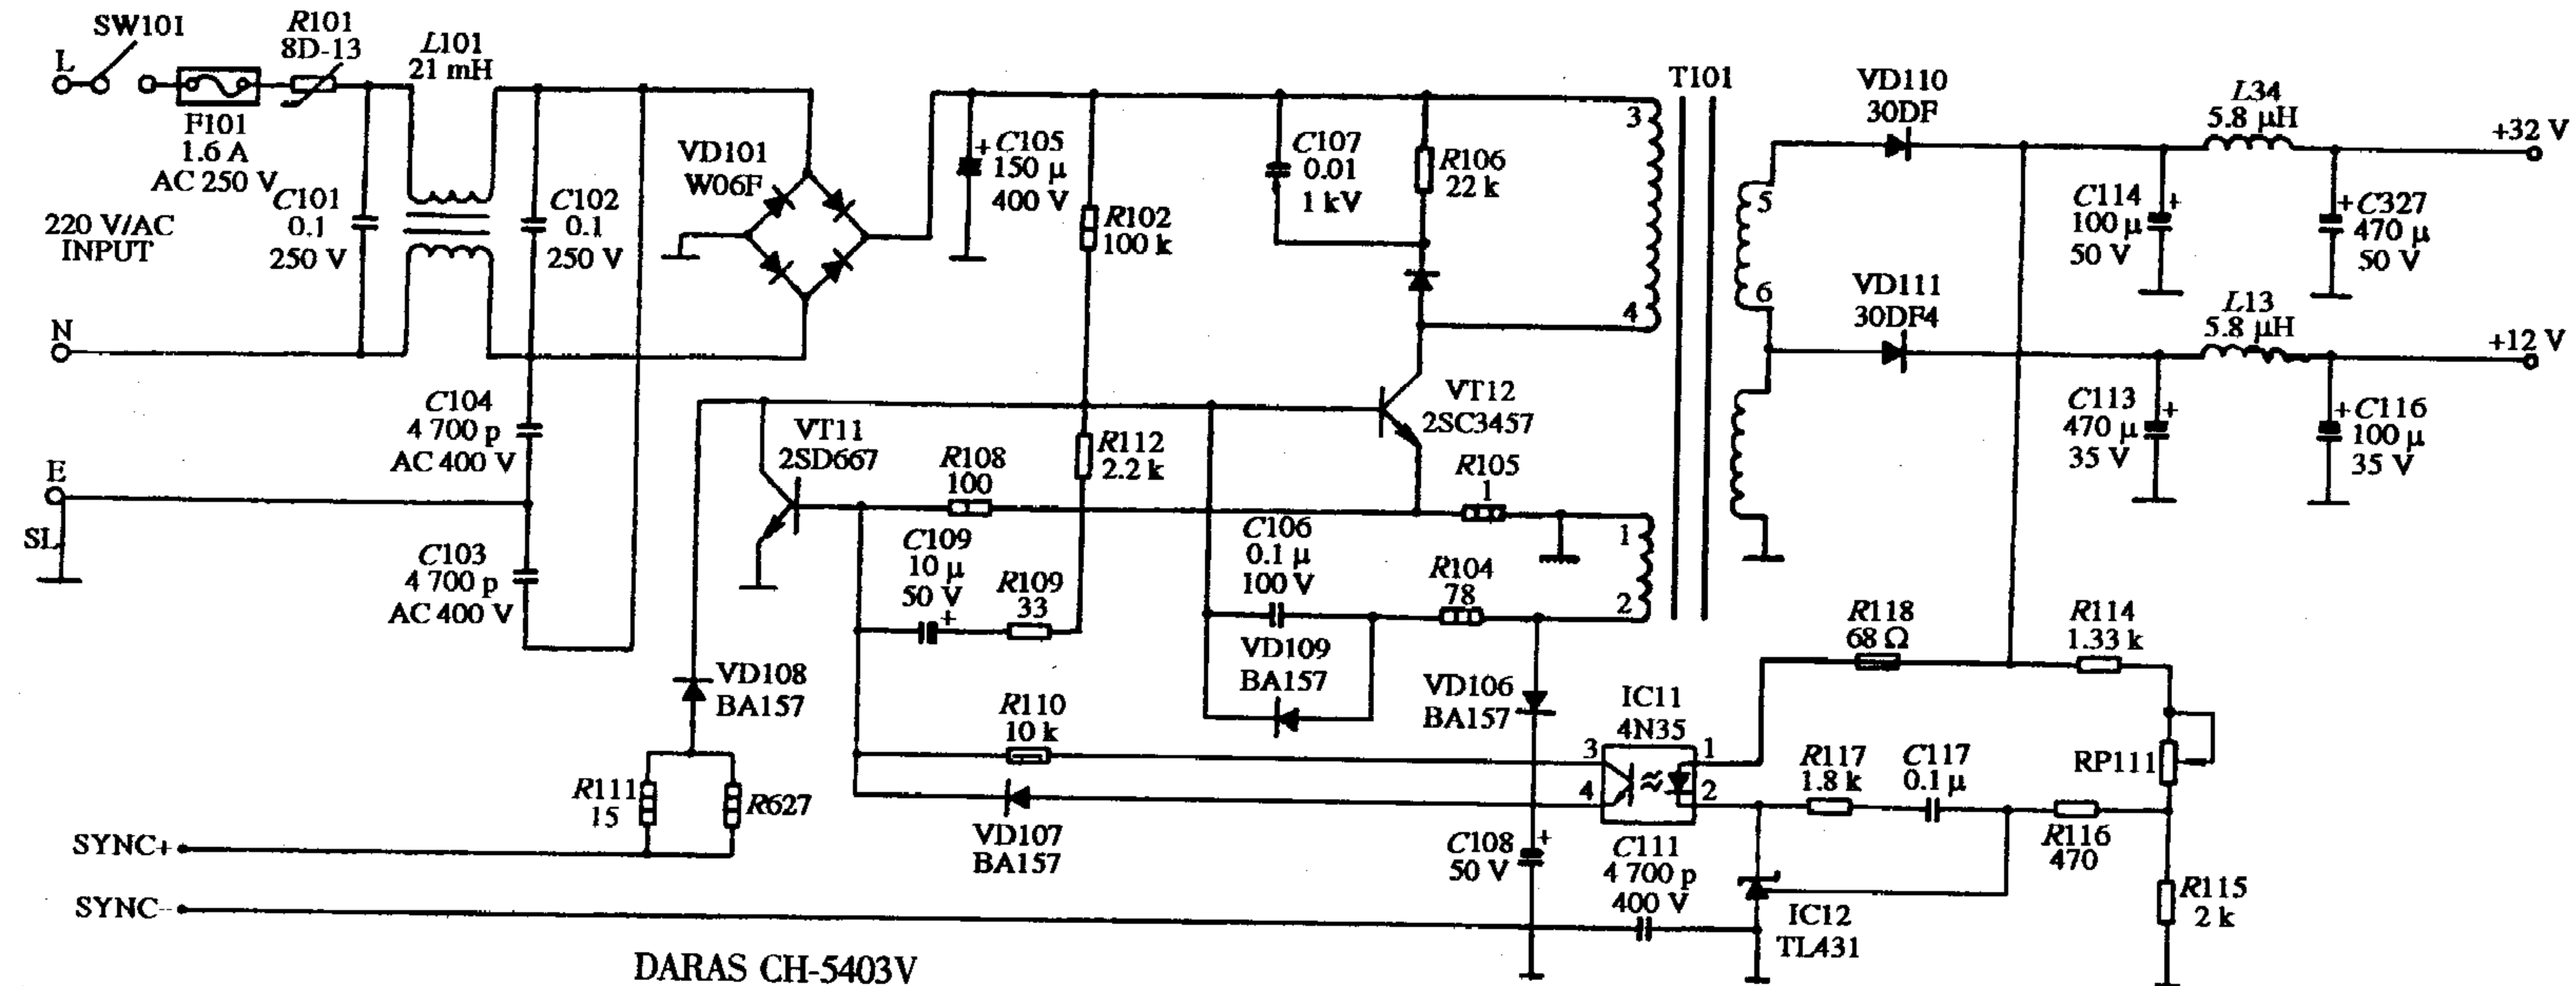 SW101
L
R101
8D-13
L101
21 mH
F101
1.6 A
AC 250 V
C101
0.1
250 V
220 V/AC
INPUT
N
C102
0.1
250 V
VD101
W06F
C105
+
150 μ
400 V
R102
100 k
C107
0.01
1 kV
R106
22 k
T101
3
4
5
6
VD110
30DF
L34
5.8 μH
+32 V
C114
100 μ
+
50 V
+
C327
470 μ
50 V
VD111
30DF4
L13
5.8 μH
+12 V
C113
470 μ
+
35 V
+
C116
100 μ
35 V
C104
4 700 p
AC 400 V
E
SL
C103
4 700 p
AC 400 V
VT11
2SD667
R108
100
R112
2.2 k
VT12
2SC3457
R105
1
1
2
C109
10 μ
50 V
+
R109
33
C106
0.1 μ
100 V
R104
78
VD109
BA157
VD108
BA157
R110
10 k
VD106
BA157
IC11
4N35
3
4
1
2
R118
68 Ω
R114
1.33 k
RP111
R117
1.8 k
C117
0.1 μ
R116
470
R115
2 k
R111
15
R627
VD107
BA157
C108
50 V
+
C111
4 700 p
400 V
IC12
TL431
SYNC+
SYNC-
DARAS CH-5403V